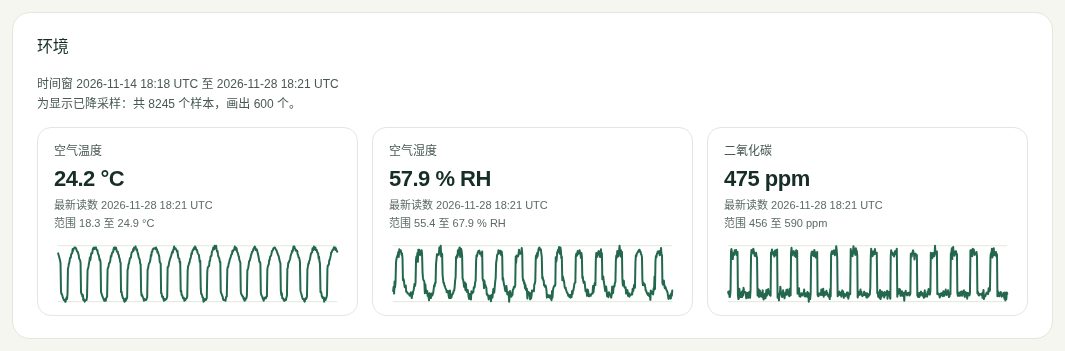 环境
时间窗 2026-11-14 18:18 UTC 至 2026-11-28 18:21 UTC
为显示已降采样：共 8245 个样本，画出 600 个。
空气温度
24.2 °C
最新读数 2026-11-28 18:21 UTC
范围 18.3 至 24.9 °C
空气湿度
57.9 % RH
最新读数 2026-11-28 18:21 UTC
范围 55.4 至 67.9 % RH
二氧化碳
475 ppm
最新读数 2026-11-28 18:21 UTC
范围 456 至 590 ppm